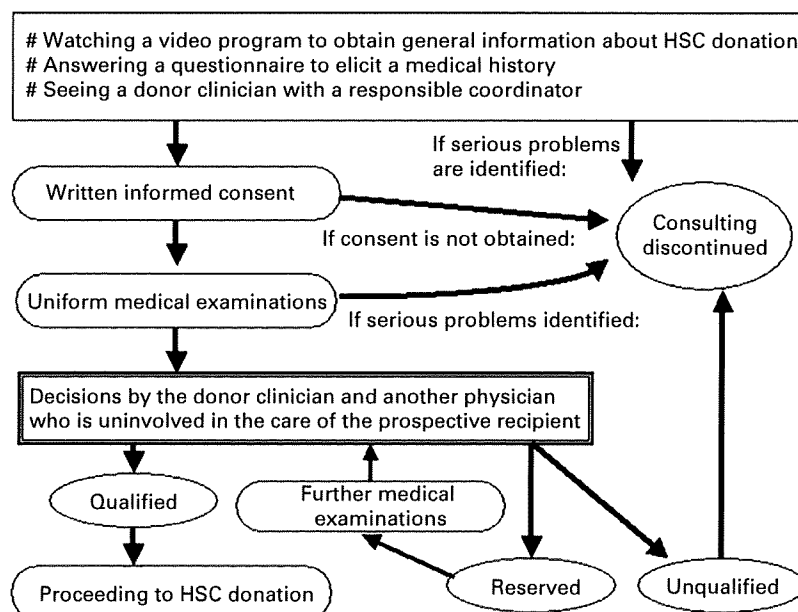 # Watching a video program to obtain general information about HSC donation
# Answering a questionnaire to elicit a medical history
# Seeing a donor clinician with a responsible coordinator
If serious problems
are identified:
Written informed consent
Consulting
discontinued
If consent is not obtained:
Uniform medical examinations
If serious problems identified:
Decisions by the donor clinician and another physician
who is uninvolved in the care of the prospective recipient
Qualified
Further medical
examinations
Proceeding to HSC donation
Reserved
Unqualified